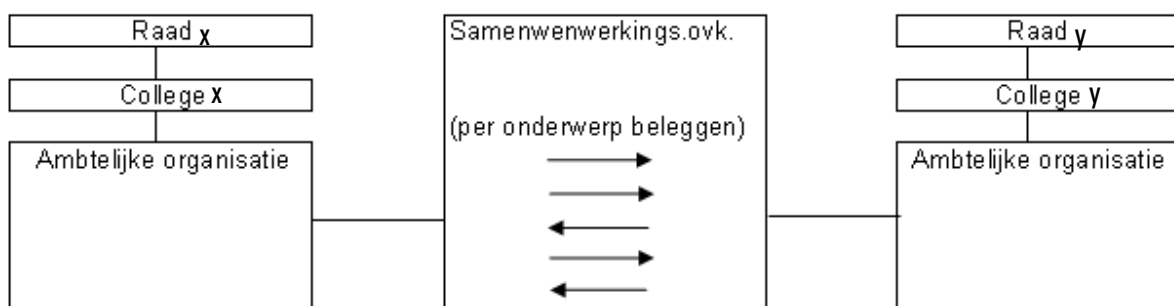 Raad x
College x
Ambtelijke organisatie
Samenwenwerkings.ovk.
(per onderwerp beleggen)
Raad y
College y
Ambtelijke organisatie